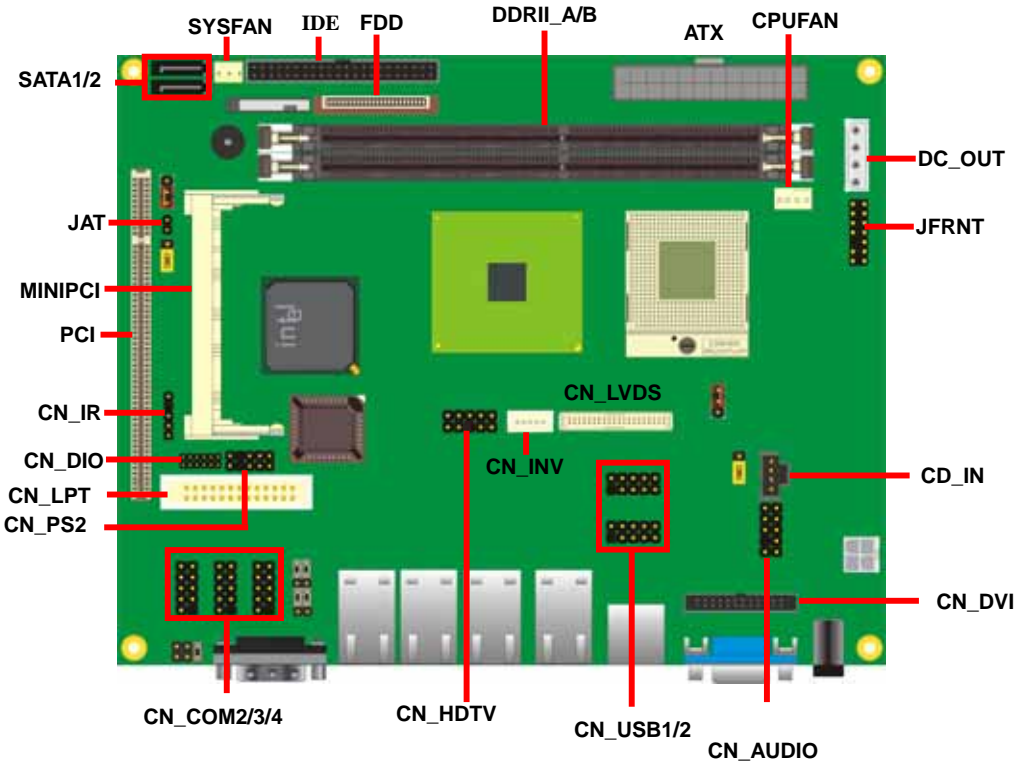 DDRII_A/B
CPUFAN
SYSFAN
IDE
FDD
ATX
SATA1/2
DC_OUT
JAT
JFRNT
MINIPCI
PCI
intel
CN_LVDS
CN_IR
CN_DIO
CN_INV
CD_IN
CN_LPT
CN_PS2
CN_DVI
CN_COM2/3/4
CN_HDTV
CN_USB1/2
CN_AUDIO